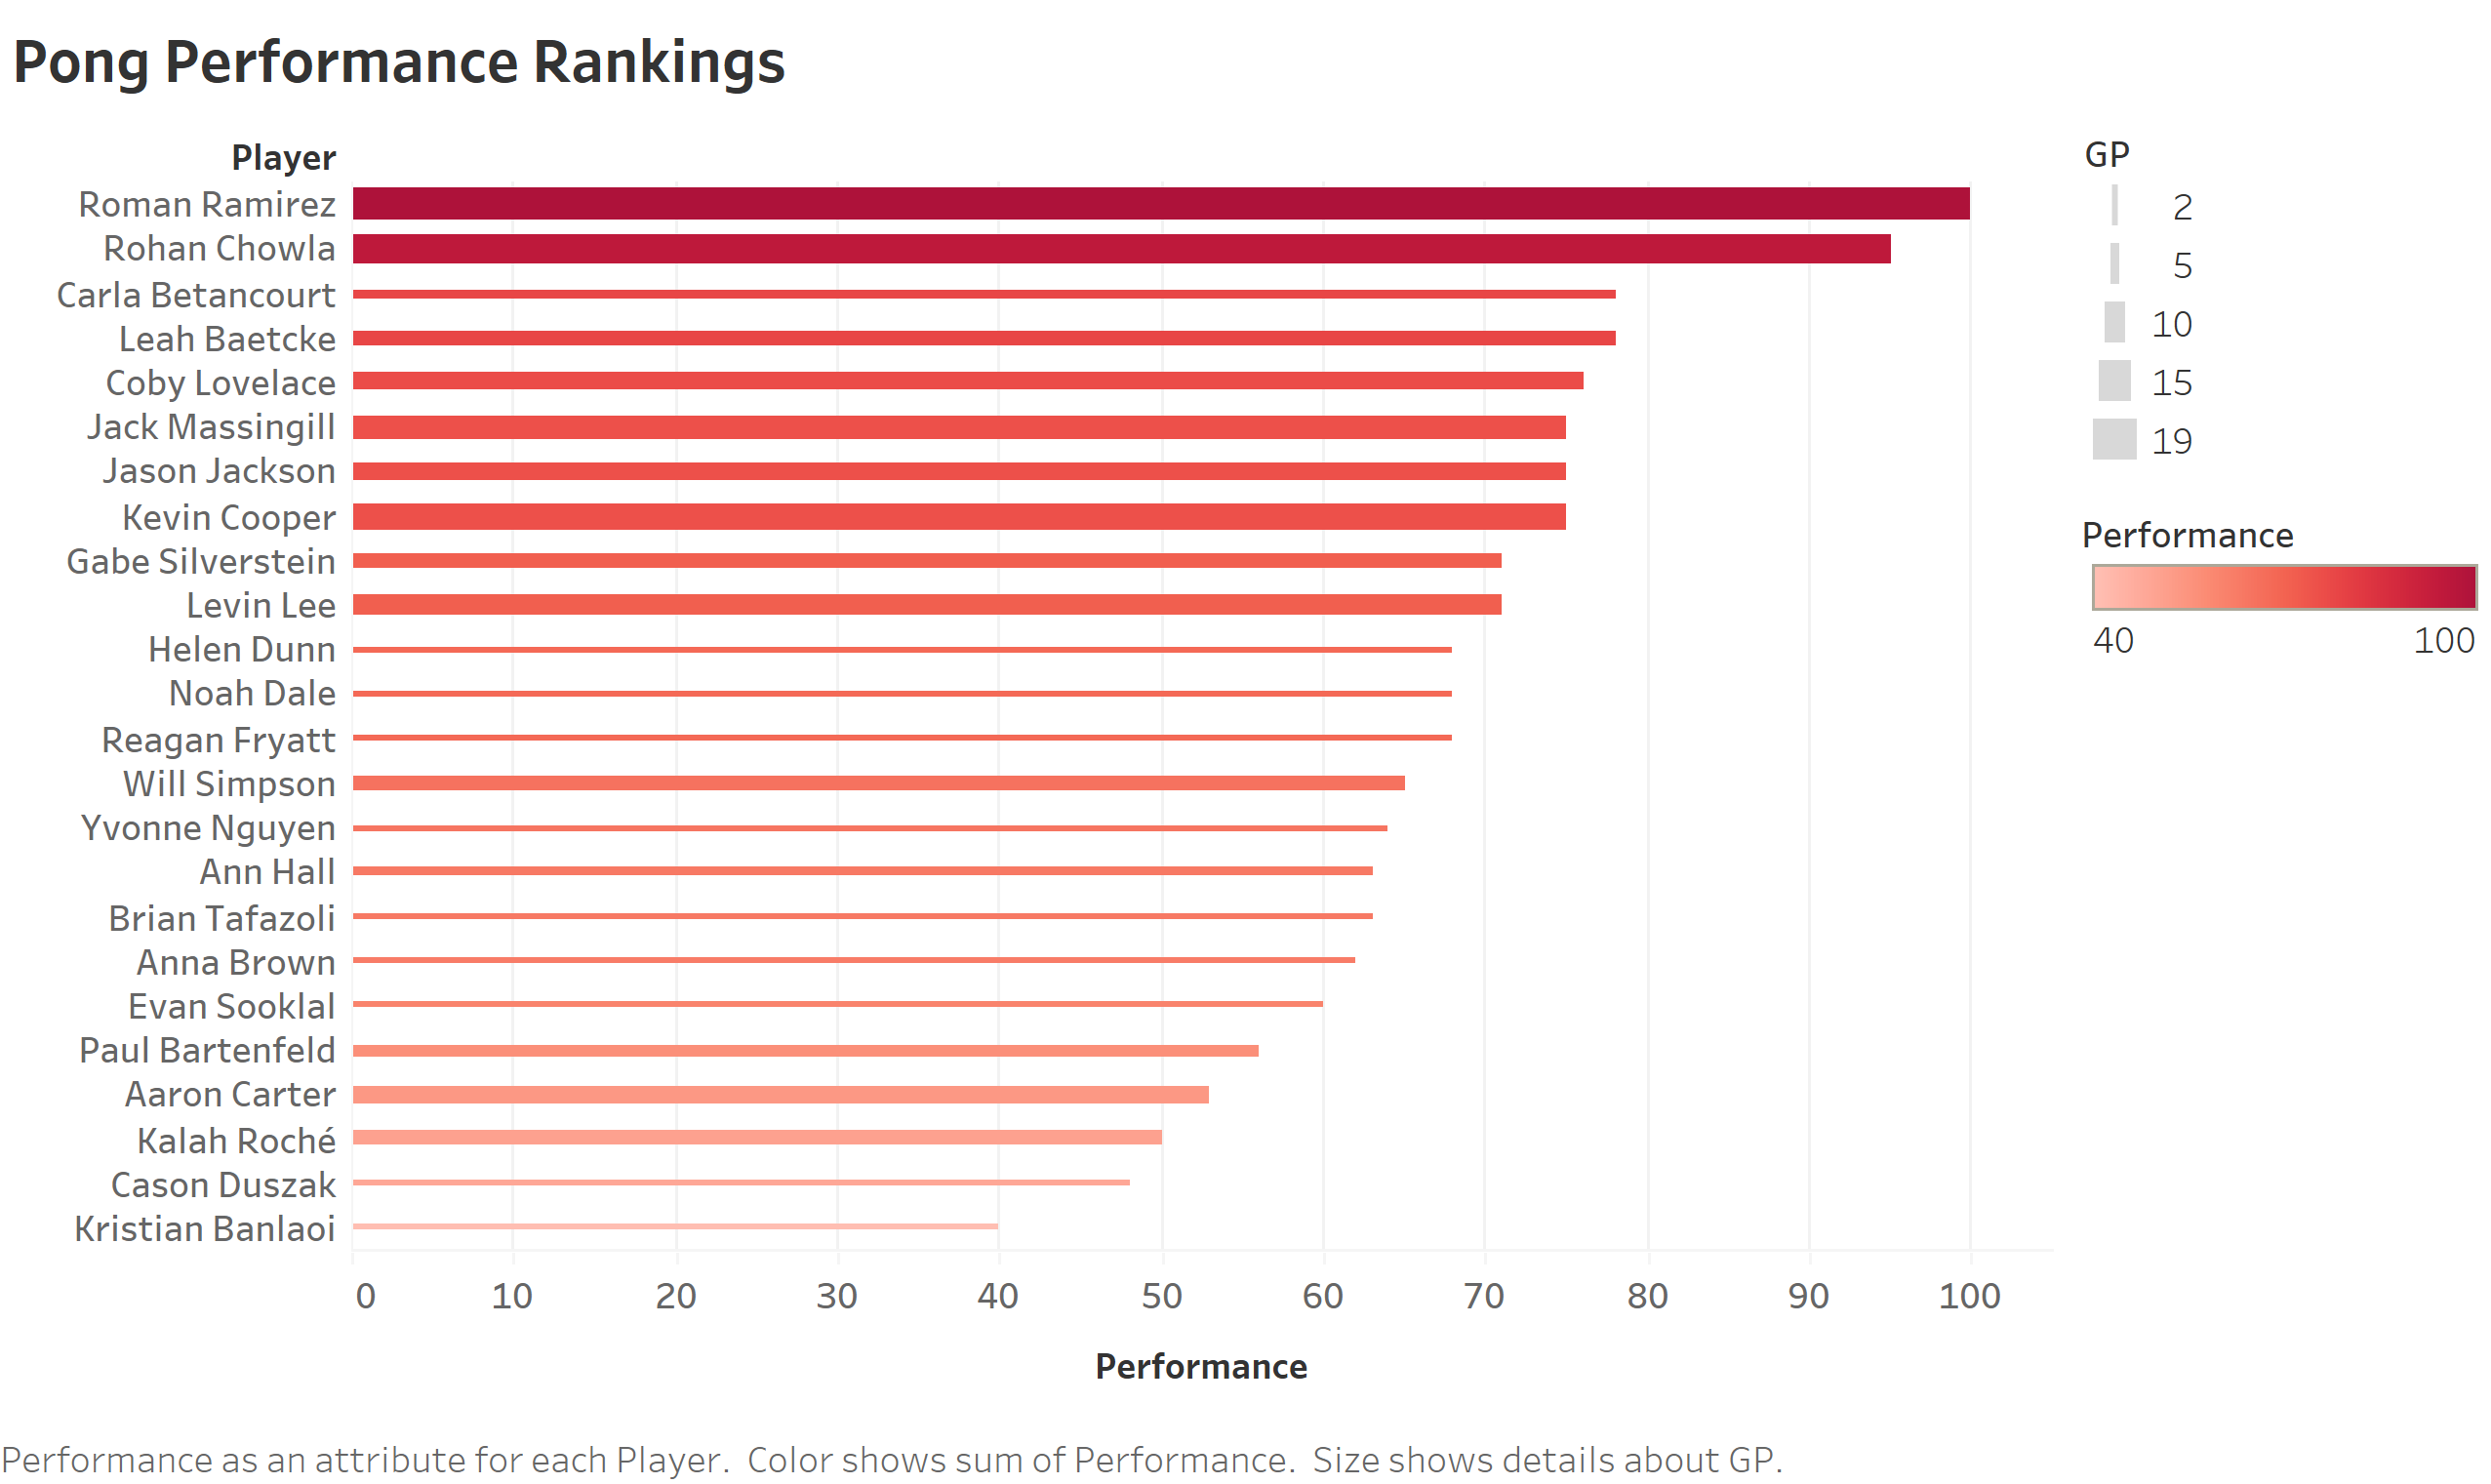 Pong Performance Rankings
Player
Roman Ramirez
Rohan Chowla
Carla Betancourt
Leah Baetcke
Coby Lovelace
Jack Massingill
Jason Jackson
Kevin Cooper
Gabe Silverstein
Levin Lee
Helen Dunn
Noah Dale
Reagan Fryatt
Will Simpson
Yvonne Nguyen
Ann Hall
Brian Tafazoli
Anna Brown
Evan Sooklal
Paul Bartenfeld
Aaron Carter
Kalah Roché
Cason Duszak
Kristian Banlaoi
0 10 20 30 40 50 60 70 80 90 100
Performance
GP
2
5
10
15
19
Performance
40 100
Performance as an attribute for each Player. Color shows sum of Performance. Size shows details about GP.